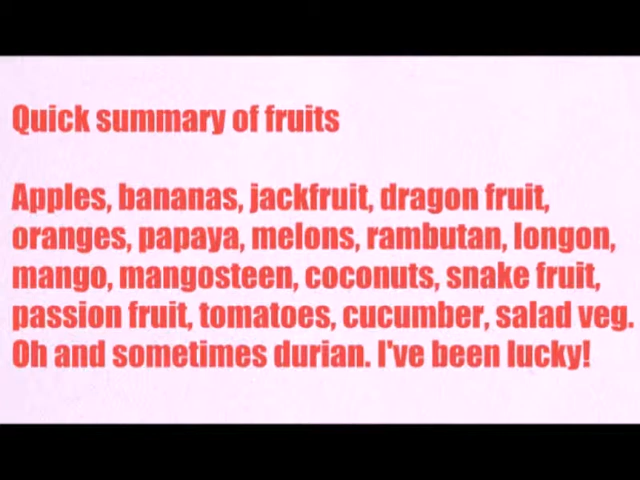 Quick summary of fruits
Apples, bananas, jackfruit, dragon fruit,
oranges, papaya, melons, rambutan, longon,
mango, mangosteen, coconuts, snake fruit,
passion fruit, tomatoes, cucumber, salad veg.
Oh and sometimes durian. I've been lucky!